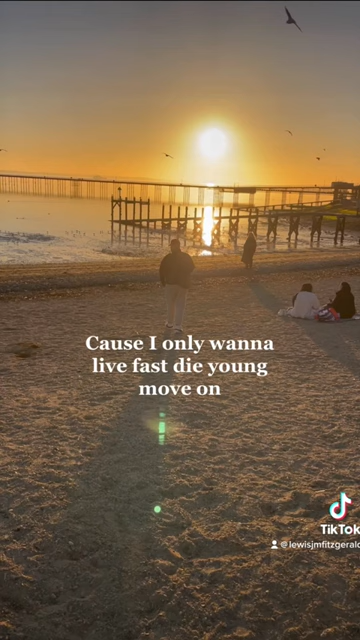 Cause I only wanna
live fast die young
move on
TikTok
@lewisjmfitzgerald